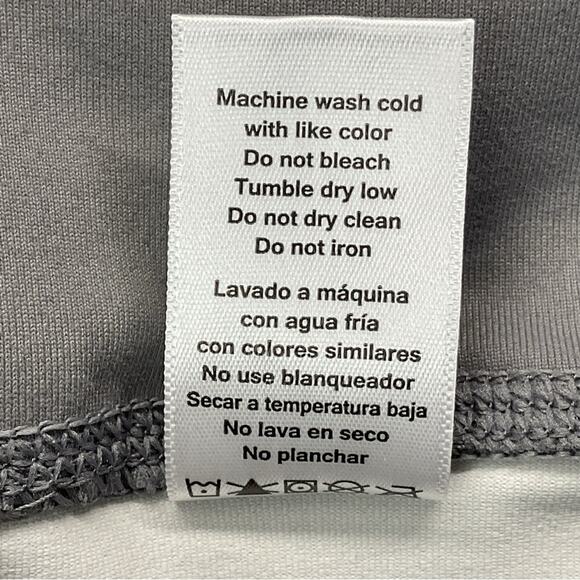 Machine wash cold
with like color
Do not bleach
Tumble dry low
Do not dry clean
Do not iron
Lavado a máquina
con agua fría
con colores similares
No use blanqueador
Secar a temperatura baja
No lava en seco
No planchar